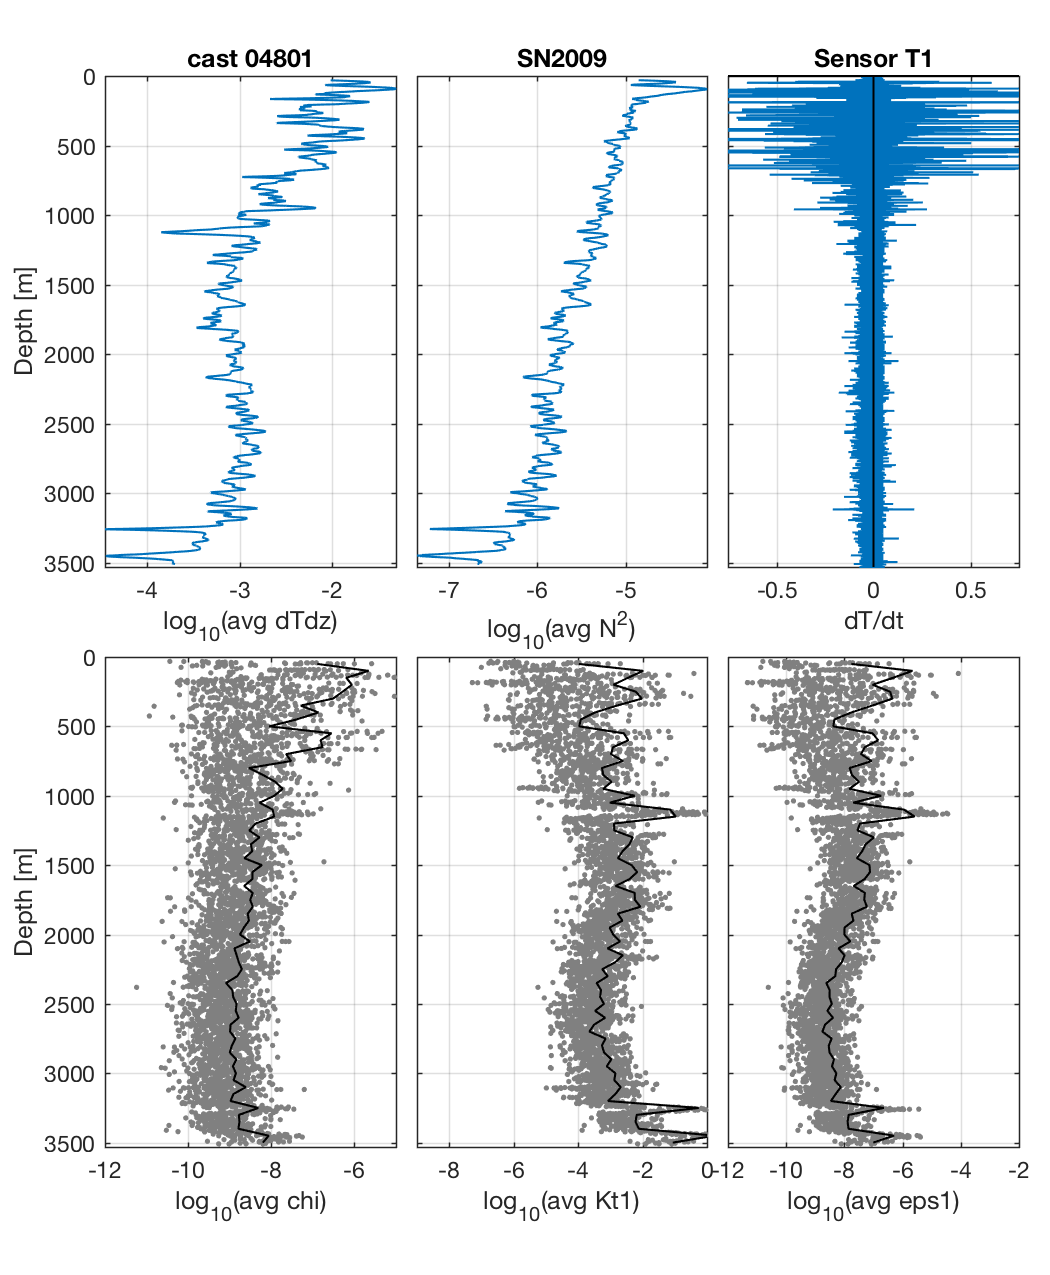 cast 04801 SN2009 Sensor T1
0
500
1000
1500
2000
2500
3000
3500
Depth [m]
-4 -3 -2 -7 -6 -5 -0.5 0 0.5
log10(avg dTdz) log10(avg N2) dT/dt
0
500
1000
1500
2000
2500
3000
3500
Depth [m]
-12 -10 -8 -6 -8 -6 -4 -2 0 -12 -10 -8 -6 -4 -2
log10(avg chi) log10(avg Kt1) log10(avg eps1)